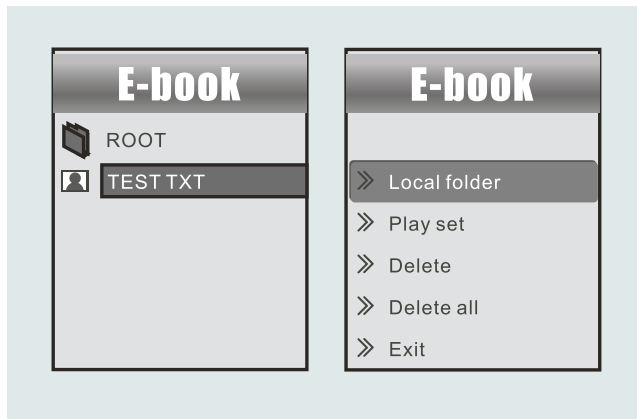 E-book
ROOT
TEST TXT
E-book
Local folder
Play set
Delete
Delete all
Exit